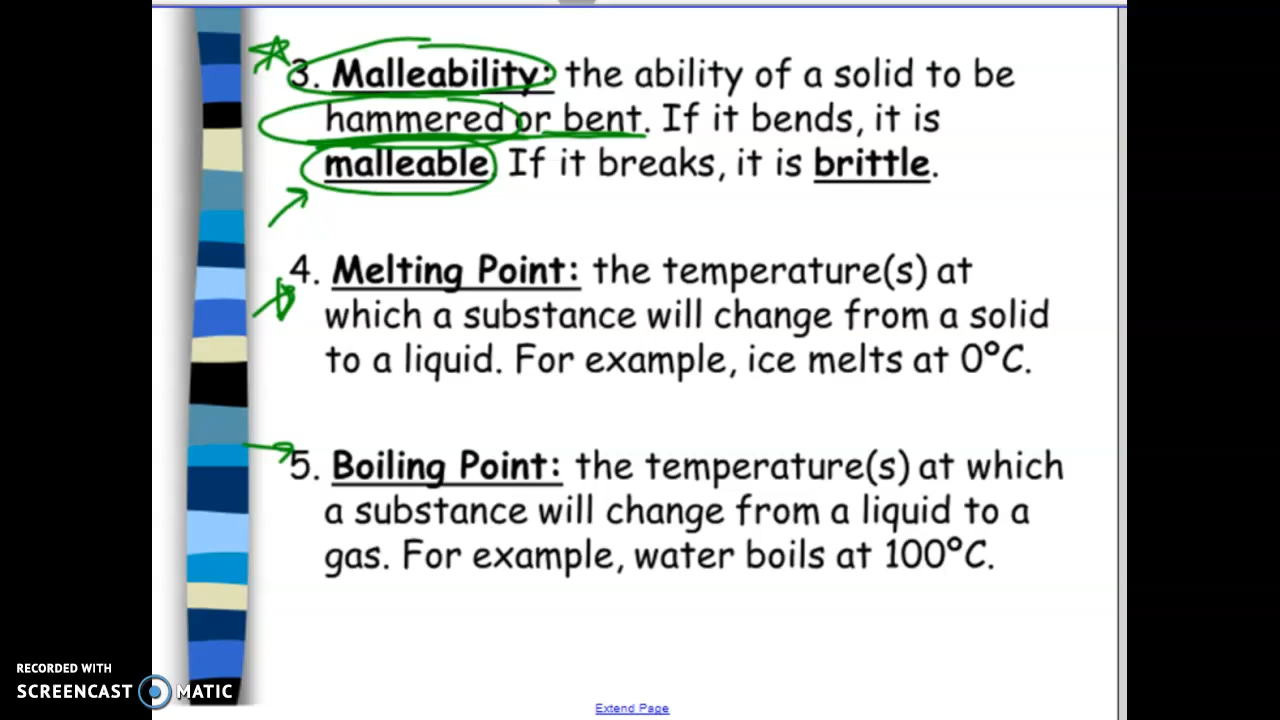 3. Malleability: the ability of a solid to be
hammered or bent. If it bends, it is
malleable If it breaks, it is brittle.
4. Melting Point: the temperature(s) at
which a substance will change from a solid
to a liquid. For example, ice melts at 0°C.
5. Boiling Point: the temperature(s) at which
a substance will change from a liquid to a
gas. For example, water boils at 100°C.
RECORDED WITH
SCREENCAST MATIC
Extend Page